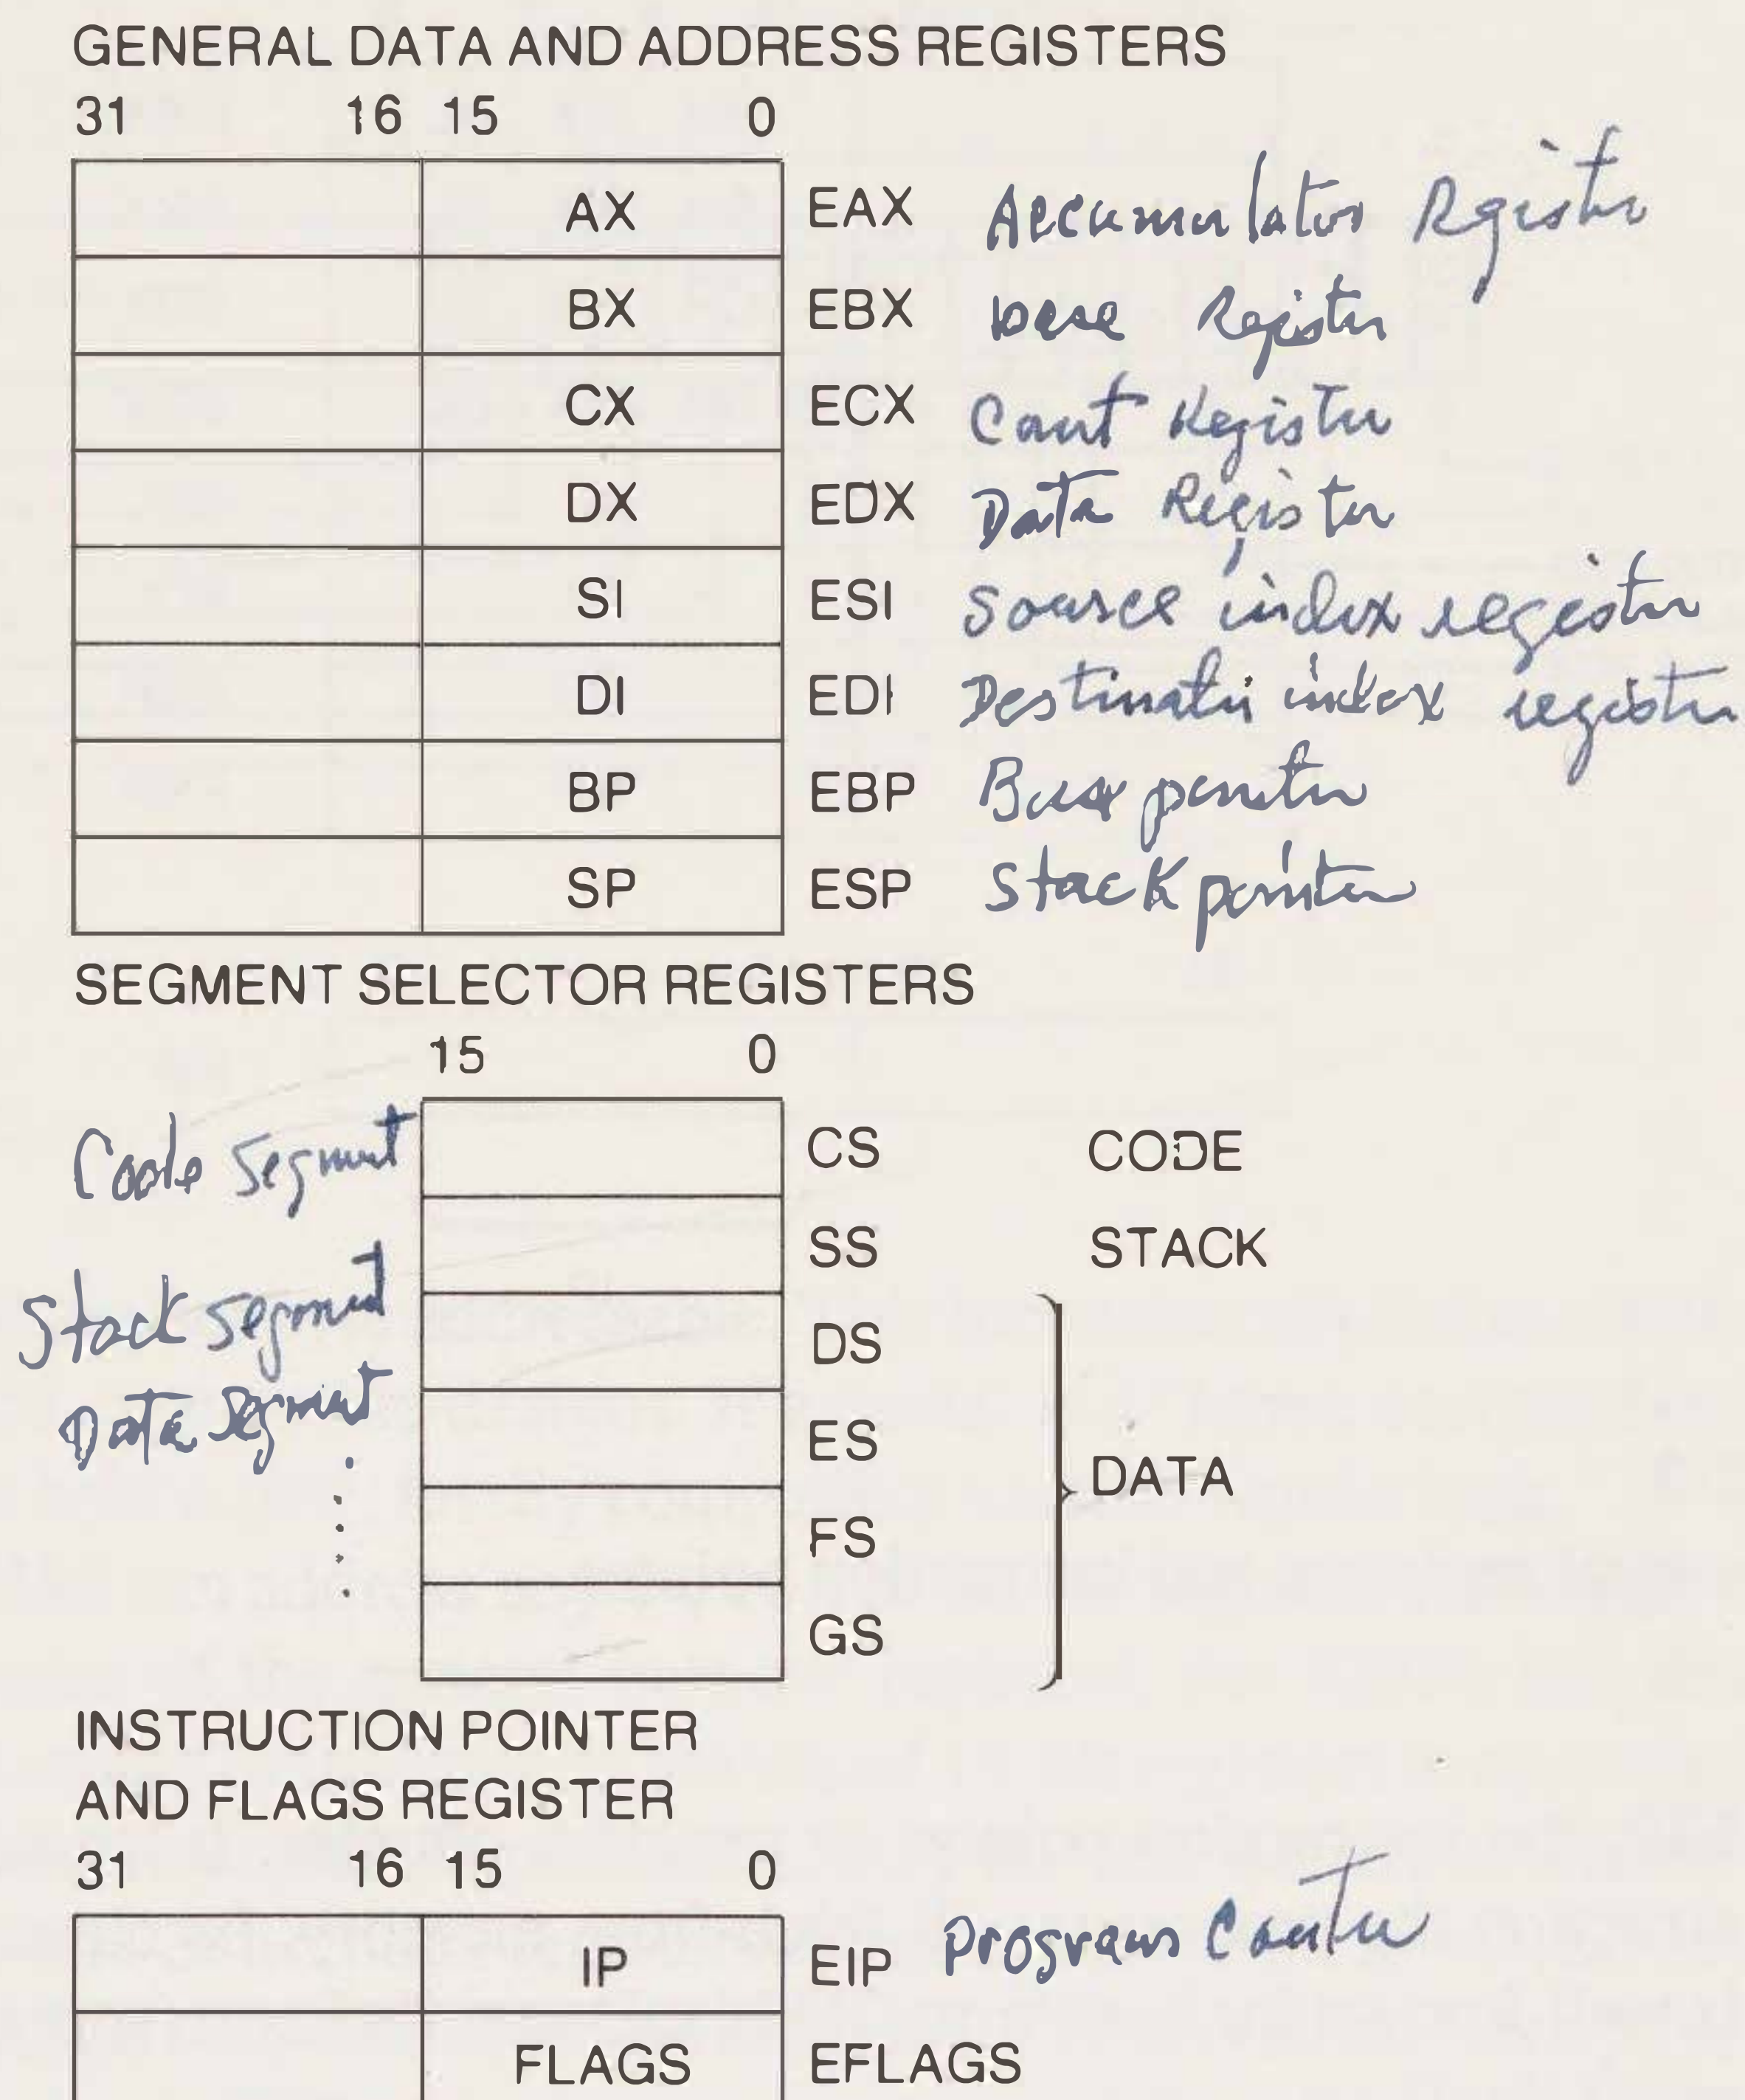 GENERAL DATA AND ADDRESS REGISTERS
31 16 15 0
AX EAX Accumulator Rgister
BX EBX base Register
CX ECX Count Register
DX EDX Data Register
SI ESI Source index register
DI EDI Destination index register
BP EBP Base pointer
SP ESP Stack pointer
SEGMENT SELECTOR REGISTERS
15 0
Code segment CS CODE
SS STACK
Stack segment DS
Data segment ES DATA
FS
GS
INSTRUCTION POINTER
AND FLAGS REGISTER
31 16 15 0
IP EIP Program Counter
FLAGS EFLAGS